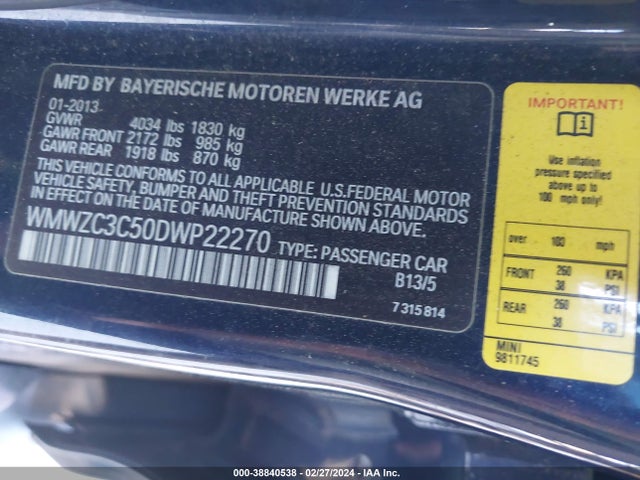 MFD BY BAYERISCHE MOTOREN WERKE AG
01-2013
GVWR 4034 lbs 1830 kg
GAWR FRONT 2172 lbs 985 kg
GAWR REAR 1918 lbs 870 kg
THIS VEHICLE CONFORMS TO ALL APPLICABLE U.S.FEDERAL MOTOR
VEHICLE SAFETY, BUMPER AND THEFT PREVENTION STANDARDS
IN EFFECT ON THE DATE OF MANUFACTURE SHOWN ABOVE.
WMWZC3C50DWP22270 TYPE: PASSENGER CAR
B13/5
7 315 814
IMPORTANT!
Use inflation
pressure specified
above for up to
100 mph only
over 100 mph
FRONT 260 KPA
38 PSI
REAR 260 KPA
38 PSI
MINI
9811745
000-38840538 - 02/27/2024 - IAA Inc.